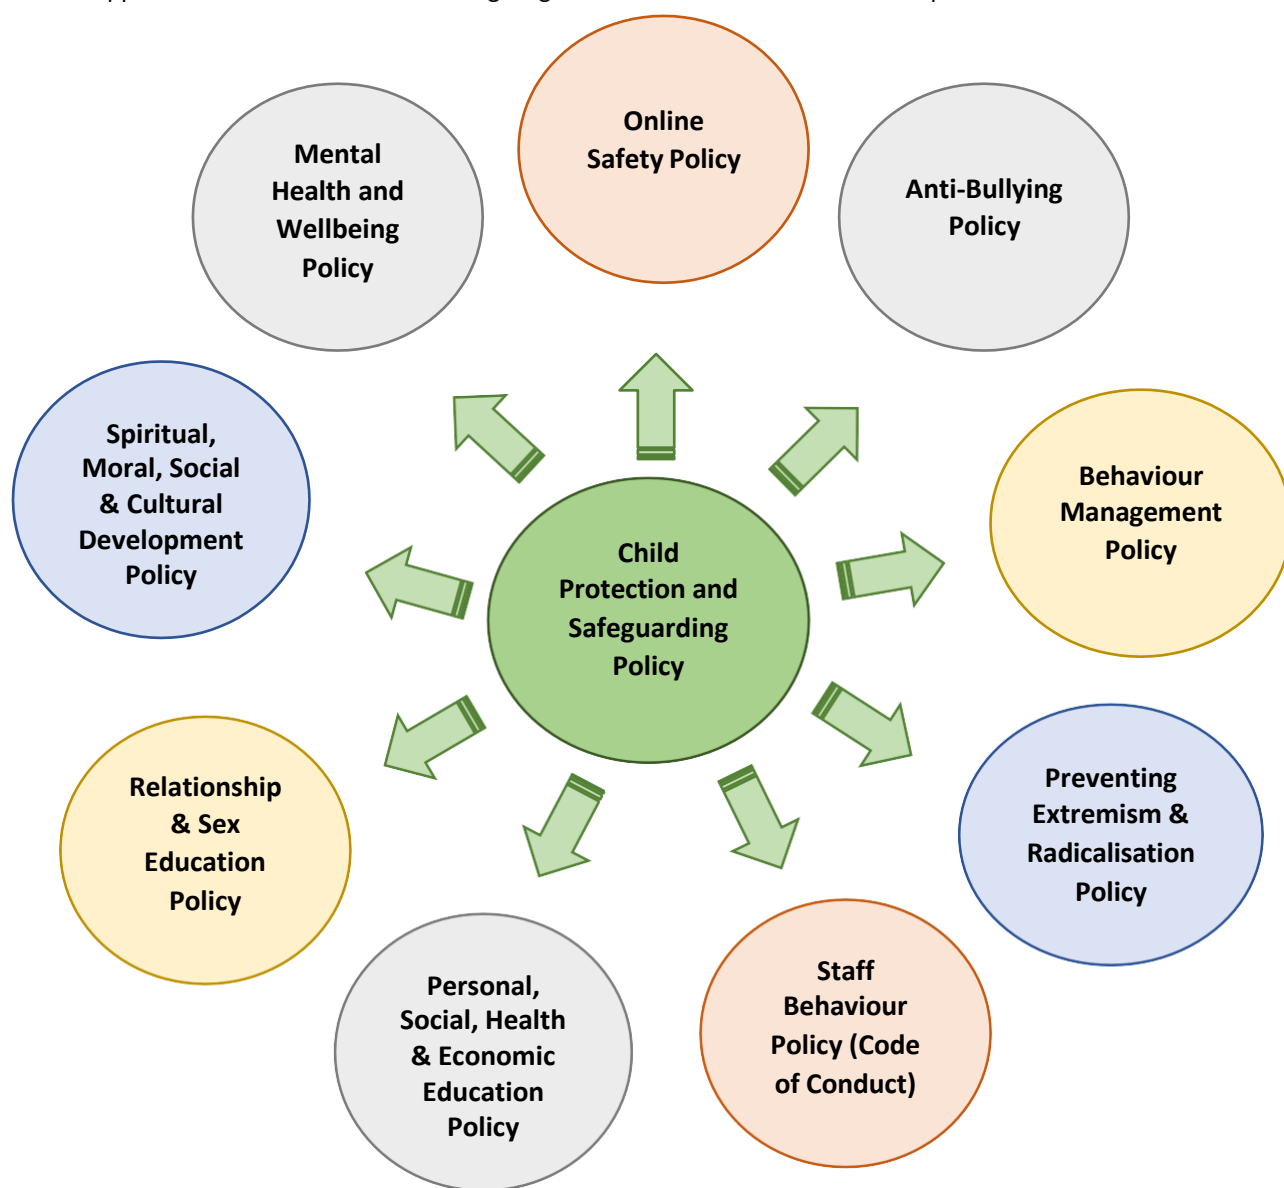 Online
Safety Policy
Mental
Health and
Wellbeing
Policy
Anti-Bullying
Policy
Spiritual,
Moral, Social
& Cultural
Development
Policy
Behaviour
Management
Policy
Child
Protection and
Safeguarding
Policy
Relationship
& Sex
Education
Policy
Preventing
Extremism &
Radicalisation
Policy
Personal,
Social, Health
& Economic
Education
Policy
Staff
Behaviour
Policy (Code
of Conduct)